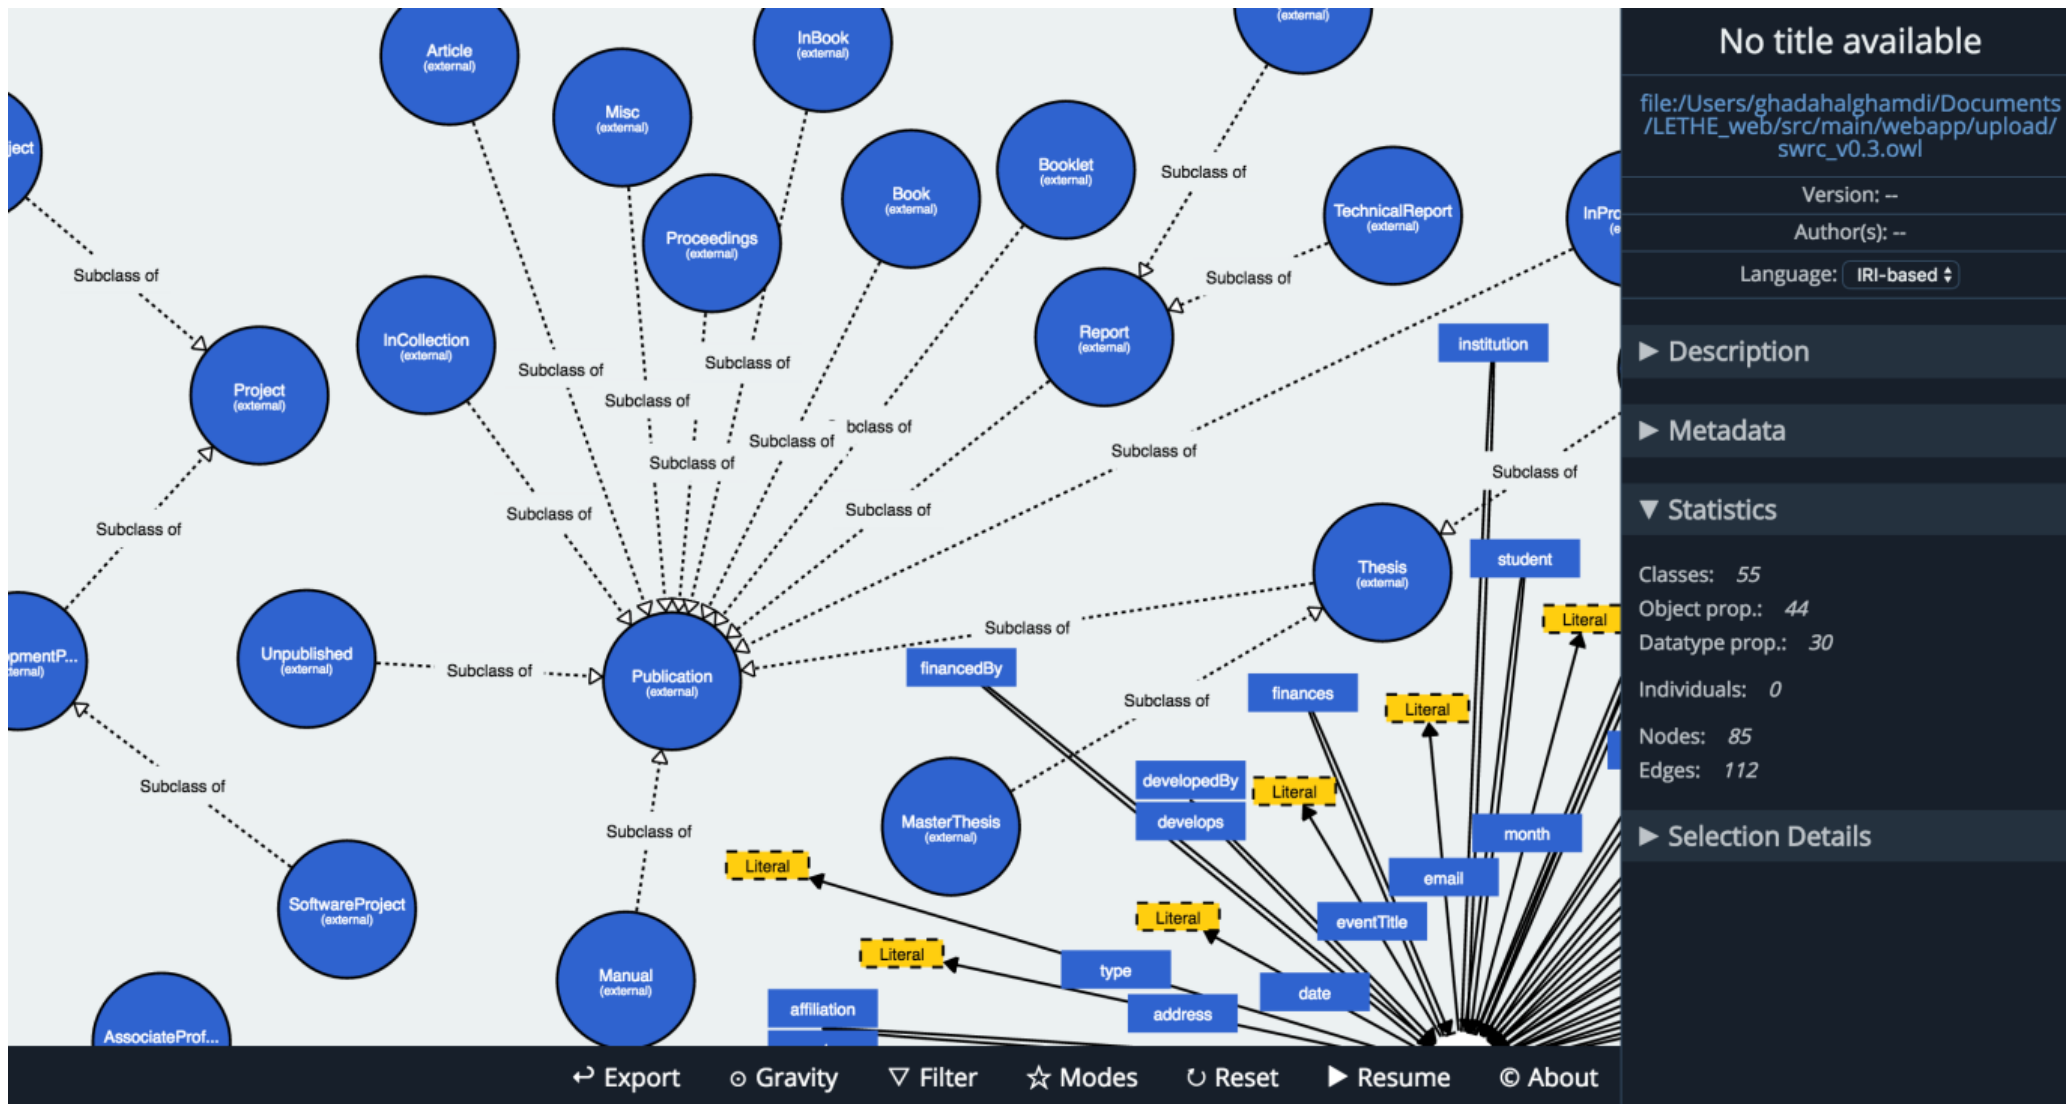 (external)
Article
(external)
InBook
(external)
Misc
(external)
ject
Booklet
(external)
Subclass of
Book
(external)
TechnicalReport
(external)
InPro
(e
Proceedings
(external)
Subclass of
Subclass of
InCollection
(external)
Report
(external)
institution
Subclass of
Subclass of
Project
(external)
Subclass of
bclass of
Subclass of
Subclass of
Subclass of
Subclass of
Subclass of
Subclass of
Subclass of
student
Thesis
(external)
Literal
Subclass of
opmentP...
ternal)
Unpublished
(external)
Subclass of
Publication
(external)
financedBy
finances
Subclass of
Literal
Subclass of
developedBy
Literal
Subclass of
MasterThesis
(external)
develops
month
Literal
email
SoftwareProject
(external)
Literal
eventTitle
Literal
Manual
(external)
type
date
affiliation
address
AssociateProf...
No title available
file:/Users/ghadahalghamdi/Documents
/LETHE_web/src/main/webapp/upload/
swrc_v0.3.owl
Version: --
Author(s): --
Language: IRI-based
Description
Metadata
Statistics
Classes: 55
Object prop.: 44
Datatype prop.: 30
Individuals: 0
Nodes: 85
Edges: 112
Selection Details
Export Gravity Filter Modes Reset Resume © About